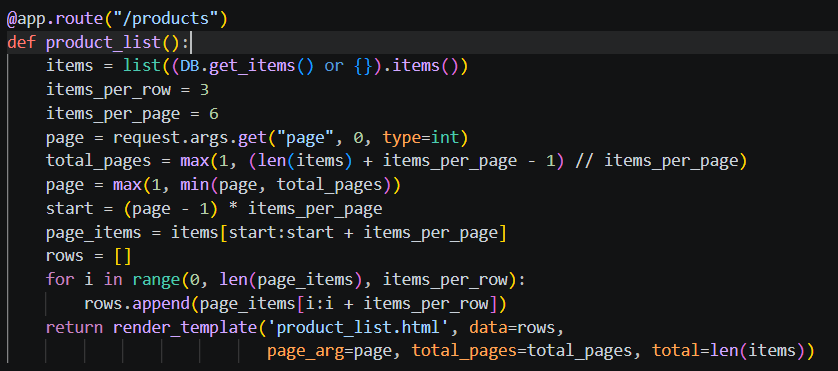 @app.route("/products")
def product_list():
    items = list((DB.get_items() or {}).items())
    items_per_row = 3
    items_per_page = 6
    page = request.args.get("page", 0, type=int)
    total_pages = max(1, (len(items) + items_per_page - 1) // items_per_page)
    page = max(1, min(page, total_pages))
    start = (page - 1) * items_per_page
    page_items = items[start:start + items_per_page]
    rows = []
    for i in range(0, len(page_items), items_per_row):
        rows.append(page_items[i:i + items_per_row])
    return render_template('product_list.html', data=rows,
                           page_arg=page, total_pages=total_pages, total=len(items))